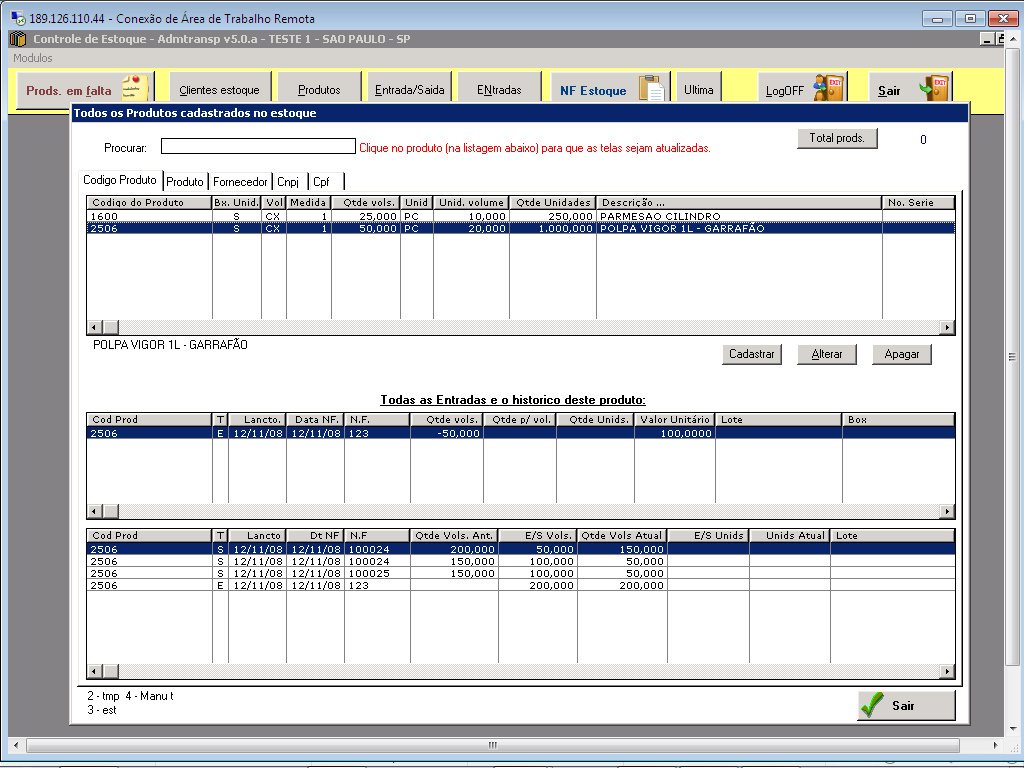 189.126.110.44 - Conexão de Área de Trabalho Remota
Controle de Estoque - Admtransp v5.0.a - TESTE 1 - SAO PAULO - SP
Modulos
Prods. em falta Clientes estoque Produtos Entrada/Saida ENtradas NF Estoque Ultima LogOFF EXIT Sair EXIT
Todos os Produtos cadastrados no estoque
Procurar: Clique no produto (na listagem abaixo) para que as telas sejam atualizadas. Total prods. 0
Codigo Produto Produto Fornecedor Cnpj Cpf
Codigo do Produto Bx. Unid. Vol Medida Qtde vols. Unid Unid. volume Qtde Unidades Descrição ... No. Serie
1600 S CX 1 25,000 PC 10,000 250,000 PARMESAO CILINDRO
2506 S CX 1 50,000 PC 20,000 1.000,000 POLPA VIGOR 1L - GARRAFÃO
POLPA VIGOR 1L - GARRAFÃO
Cadastrar Alterar Apagar
Todas as Entradas e o historico deste produto:
Cod Prod T Lancto. Data NF. N.F. Qtde vols. Qtde p/ vol. Qtde Unids. Valor Unitário Lote Box
2506 E 12/11/08 12/11/08 123 -50,000 100,0000
Cod Prod T Lancto Dt NF N.F Qtde Vols. Ant. E/S Vols. Qtde Vols Atual E/S Unids Unids Atual Lote
2506 S 12/11/08 12/11/08 100024 200,000 50,000 150,000
2506 S 12/11/08 12/11/08 100024 150,000 100,000 50,000
2506 S 12/11/08 12/11/08 100025 150,000 100,000 50,000
2506 E 12/11/08 12/11/08 123 200,000 200,000
2 - tmp 4 - Manu t
3 - est
Sair